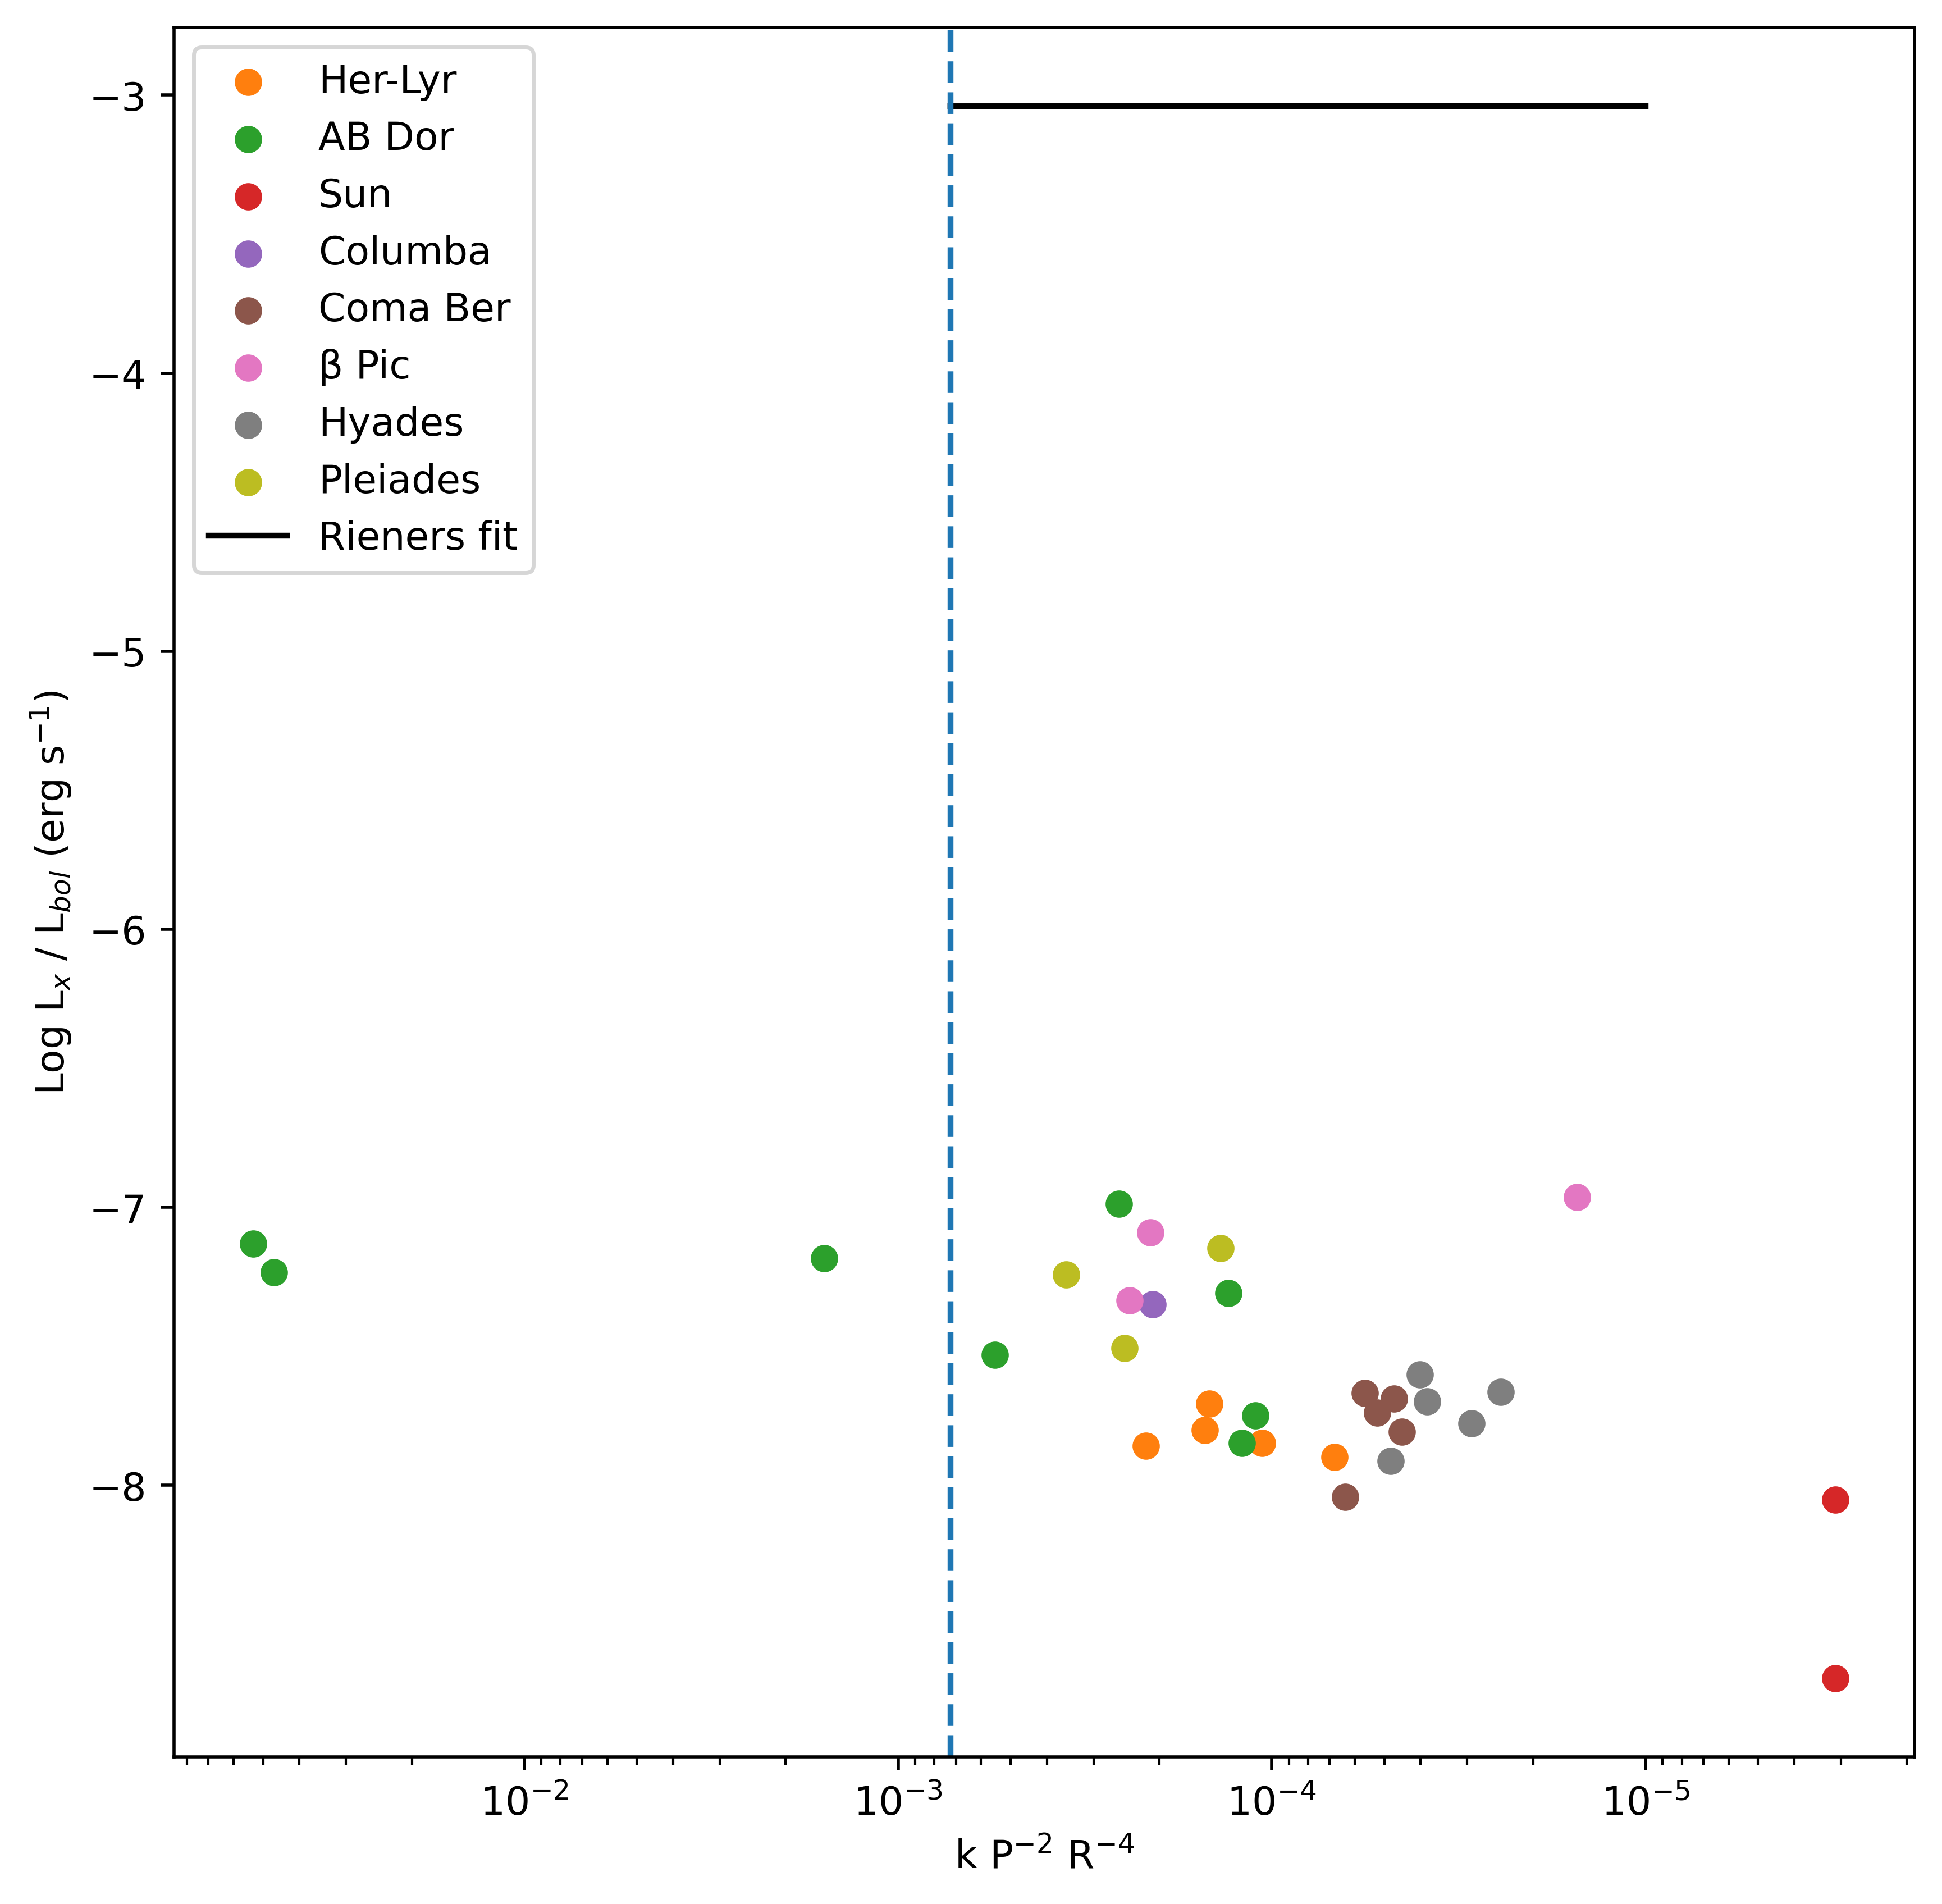 Her-Lyr
AB Dor
Sun
Columba
Coma Ber
β Pic
Hyades
Pleiades
Rieners fit
−3
−4
−5
−6
−7
−8
Log Lₓ / L_bol (erg s⁻¹)
10⁻² 10⁻³ 10⁻⁴ 10⁻⁵
k P⁻² R⁻⁴